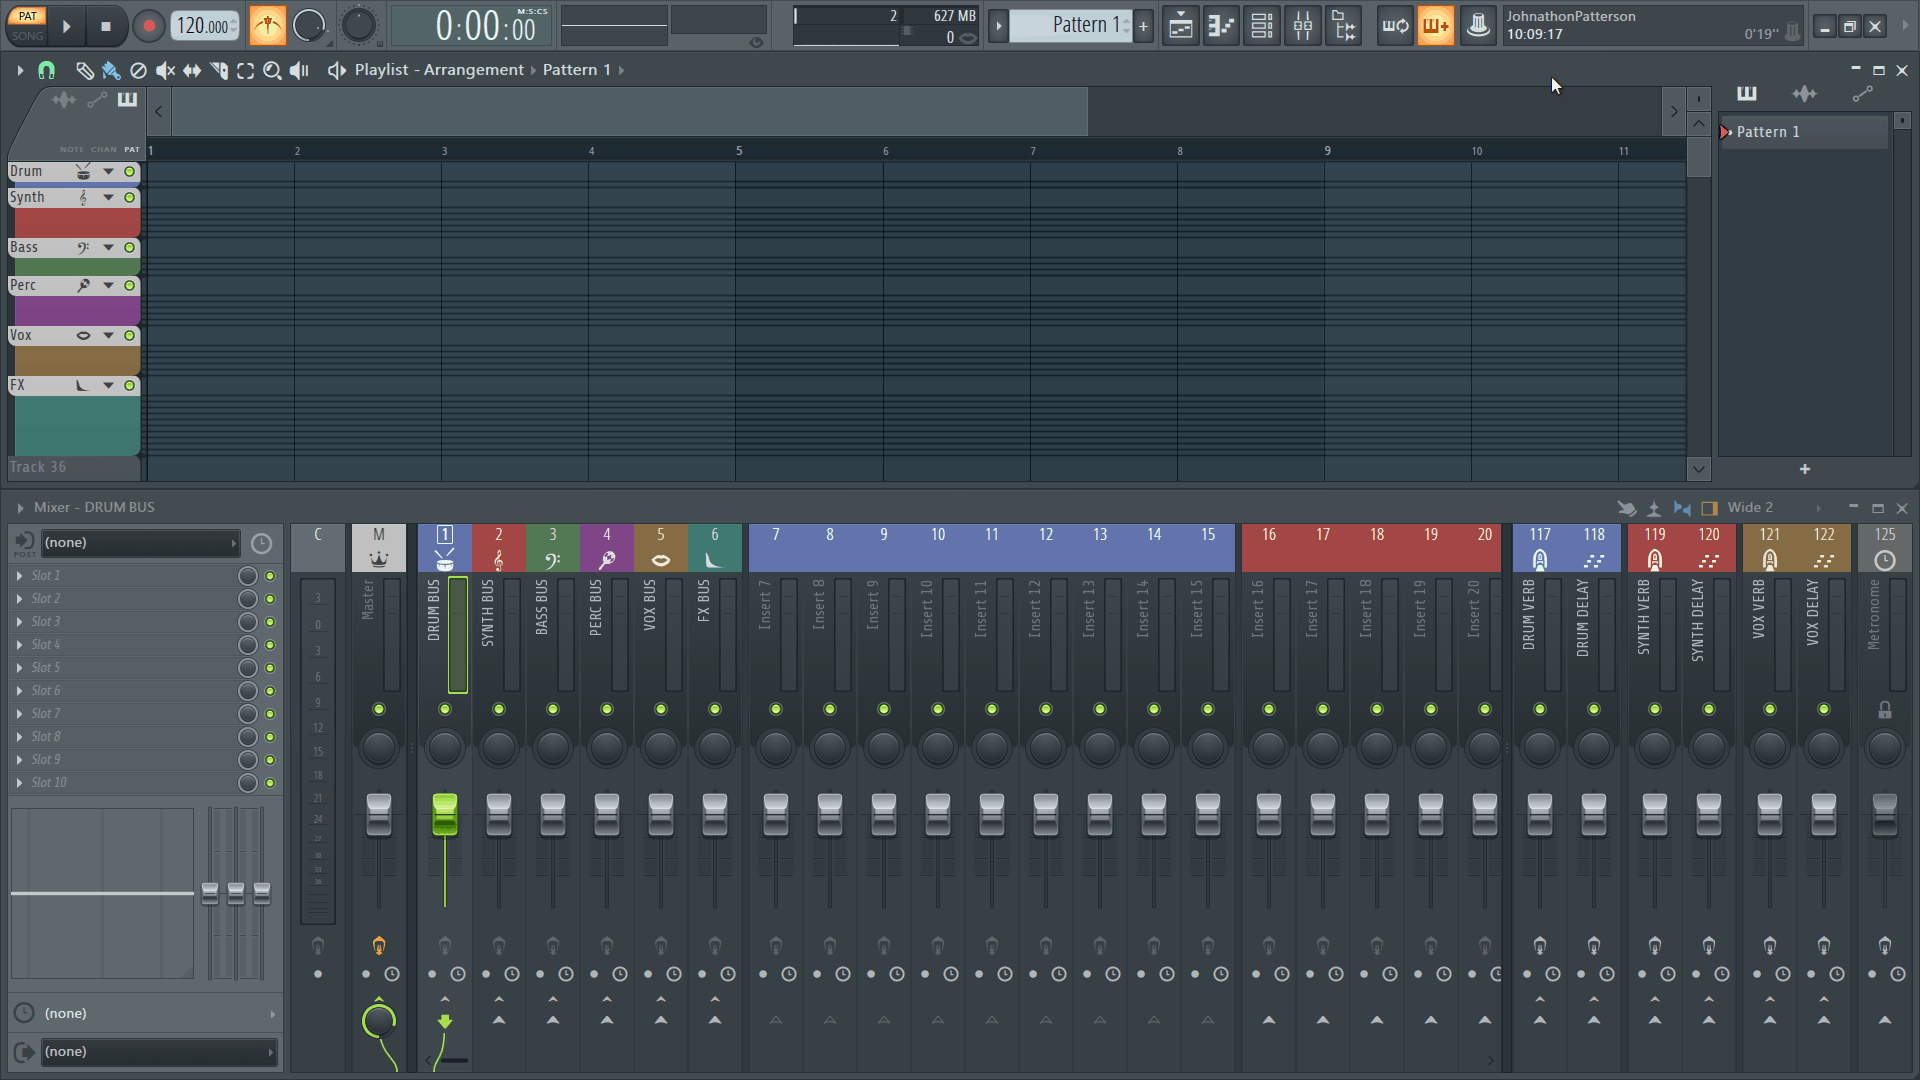 PAT
SONG
120.000
M:S:CS
0:00:00
2
627 MB
0
Pattern 1
+
JohnathonPatterson
10:09:17
0'19''
Playlist - Arrangement › Pattern 1 ›
NOTE CHAN PAT
1 2 3 4 5 6 7 8 9 10 11
Drum
Synth
Bass
Perc
Vox
FX
Track 36
Pattern 1
+
Mixer - DRUM BUS
Wide 2
POST
(none)
Slot 1
Slot 2
Slot 3
Slot 4
Slot 5
Slot 6
Slot 7
Slot 8
Slot 9
Slot 10
(none)
(none)
C M 1 2 3 4 5 6 7 8 9 10 11 12 13 14 15 16 17 18 19 20 117 118 119 120 121 122 125
3
0
3
6
9
12
15
18
21
24
27
Master
DRUM BUS
SYNTH BUS
BASS BUS
PERC BUS
VOX BUS
FX BUS
Insert 7
Insert 8
Insert 9
Insert 10
Insert 11
Insert 12
Insert 13
Insert 14
Insert 15
Insert 16
Insert 17
Insert 18
Insert 19
Insert 20
DRUM VERB
DRUM DELAY
SYNTH VERB
SYNTH DELAY
VOX VERB
VOX DELAY
Metronome